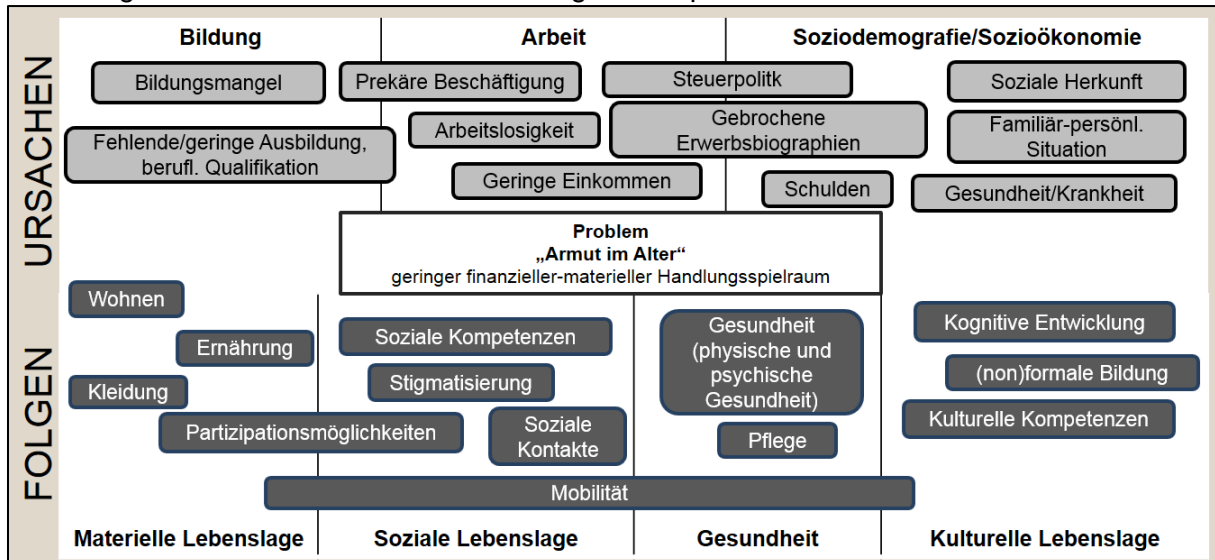 URSACHEN
Bildung
Arbeit
Soziodemografie/Sozioökonomie
Bildungsmangel
Prekäre Beschäftigung
Steuerpolitk
Soziale Herkunft
Fehlende/geringe Ausbildung,
berufl. Qualifikation
Arbeitslosigkeit
Gebrochene
Erwerbsbiographien
Familiär-persönl.
Situation
Geringe Einkommen
Schulden
Gesundheit/Krankheit
Problem
„Armut im Alter“
geringer finanzieller-materieller Handlungsspielraum
FOLGEN
Wohnen
Ernährung
Kleidung
Partizipationsmöglichkeiten
Soziale Kompetenzen
Stigmatisierung
Soziale
Kontakte
Gesundheit
(physische und
psychische
Gesundheit)
Pflege
Kognitive Entwicklung
(non)formale Bildung
Kulturelle Kompetenzen
Mobilität
Materielle Lebenslage
Soziale Lebenslage
Gesundheit
Kulturelle Lebenslage